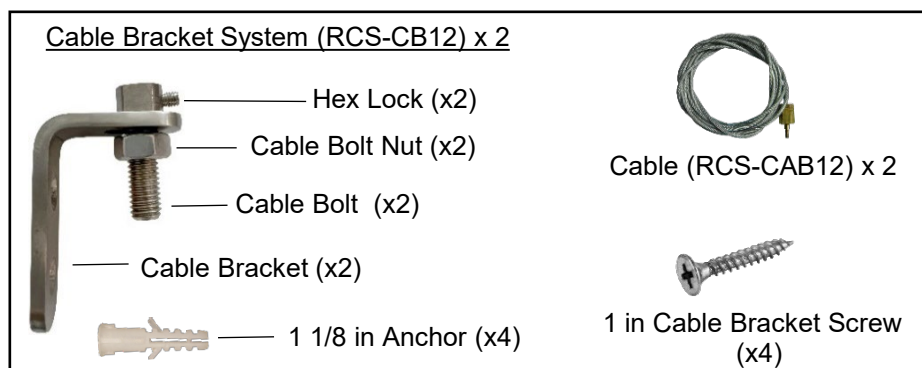 Cable Bracket System (RCS-CB12) x 2
Hex Lock (x2)
Cable Bolt Nut (x2)
Cable Bolt  (x2)
Cable Bracket (x2)
1 1/8 in Anchor (x4)
Cable (RCS-CAB12) x 2
1 in Cable Bracket Screw
(x4)